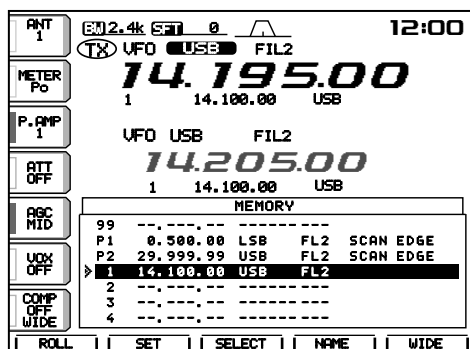 ANT
1
BW 2.4k SFT 0
12:00
TX VFO USB FIL2
METER
Po
14.195.00
1 14.100.00 USB
P.AMP
1
VFO USB FIL2
ATT
OFF
14.205.00
1 14.100.00 USB
AGC
MID
MEMORY
99 --.---.-- ---------
P1 0.500.00 LSB FL2 SCAN EDGE
VOX
OFF
P2 29.999.99 USB FL2 SCAN EDGE
1 14.100.00 USB FL2
COMP
OFF
WIDE
2 --.---.-- ---------
3 --.---.-- ---------
4 --.---.-- ---------
ROLL SET SELECT NAME WIDE